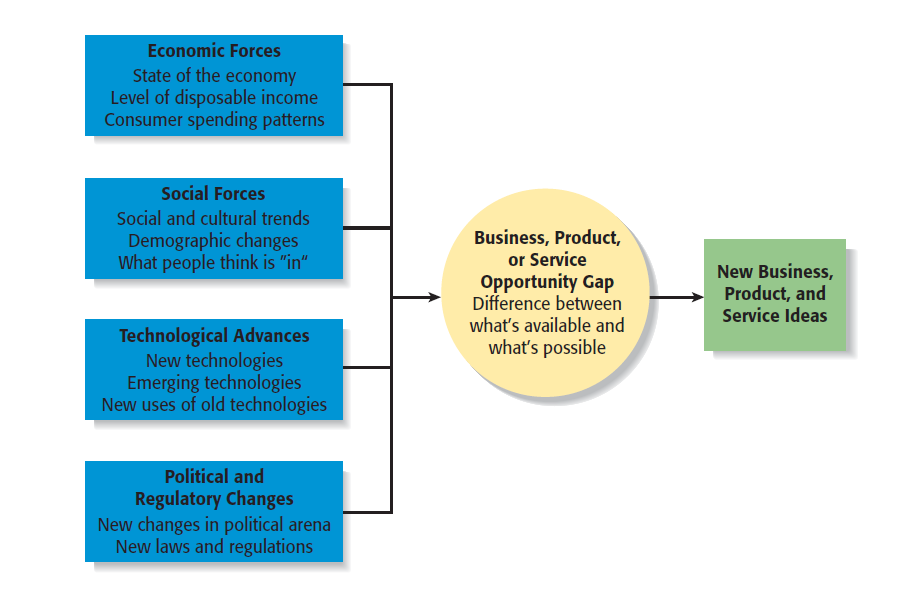 Economic Forces
State of the economy
Level of disposable income
Consumer spending patterns
Social Forces
Social and cultural trends
Demographic changes
What people think is ”in“
Technological Advances
New technologies
Emerging technologies
New uses of old technologies
Political and
Regulatory Changes
New changes in political arena
New laws and regulations
Business, Product,
or Service
Opportunity Gap
Difference between
what’s available and
what’s possible
New Business,
Product, and
Service Ideas